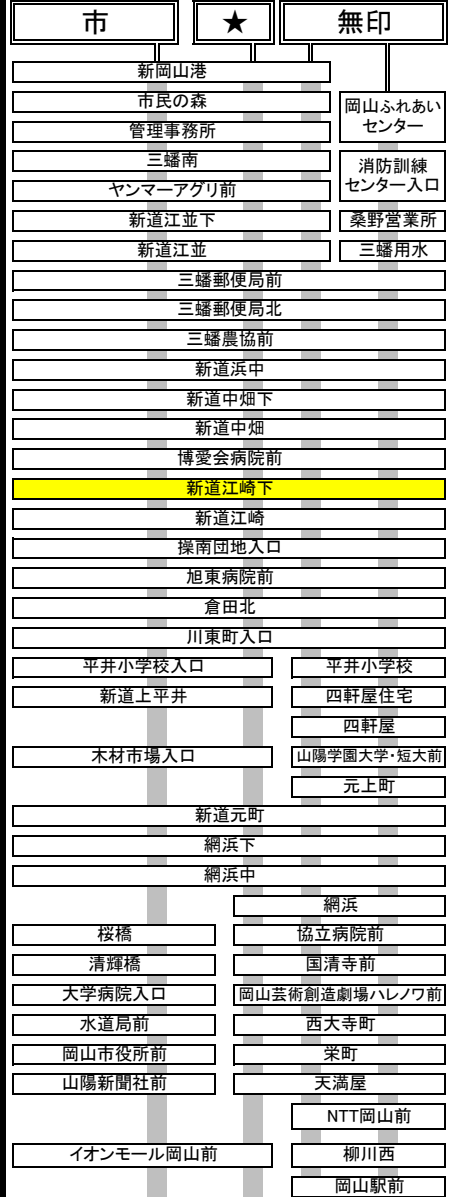 市 ★ 無印
新岡山港
市民の森
岡山ふれあい
センター
管理事務所
三蟠南
消防訓練
センター入口
ヤンマーアグリ前
新道江並下 桑野営業所
新道江並 三蟠用水
三蟠郵便局前
三蟠郵便局北
三蟠農協前
新道浜中
新道中畑下
新道中畑
博愛会病院前
新道江崎下
新道江崎
操南団地入口
旭東病院前
倉田北
川東町入口
平井小学校入口 平井小学校
新道上平井 四軒屋住宅
四軒屋
木材市場入口 山陽学園大学・短大前
元上町
新道元町
網浜下
網浜中
網浜
桜橋 協立病院前
清輝橋 国清寺前
大学病院入口 岡山芸術創造劇場ハレノワ前
水道局前 西大寺町
岡山市役所前 栄町
山陽新聞社前 天満屋
NTT岡山前
イオンモール岡山前 柳川西
岡山駅前